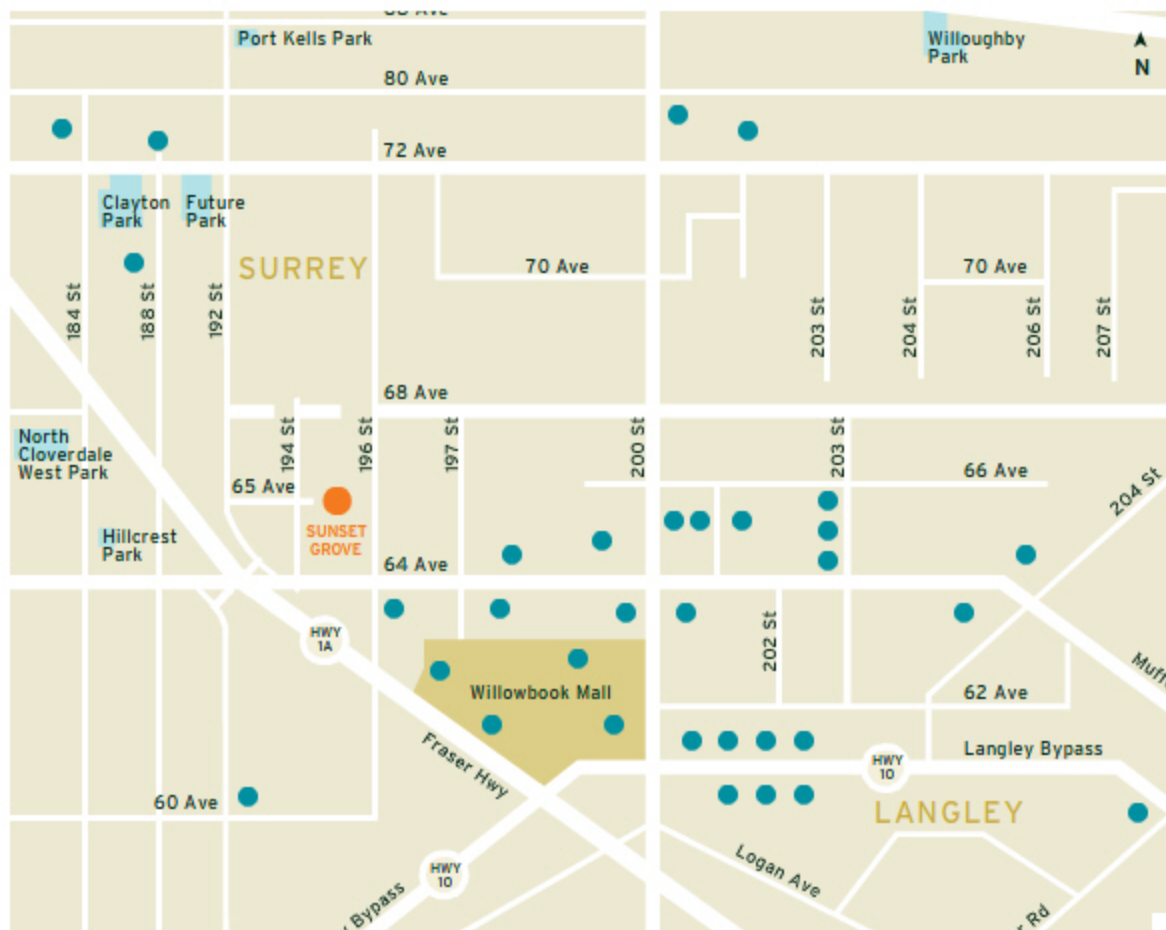 Port Kells Park
Willoughby
Park
N
80 Ave
72 Ave
Clayton
Park
Future
Park
SURREY
70 Ave
70 Ave
184 St
188 St
192 St
203 St
204 St
206 St
207 St
68 Ave
North
Cloverdale
West Park
194 St
196 St
197 St
200 St
203 St
66 Ave
204 St
65 Ave
SUNSET
GROVE
Hillcrest
Park
64 Ave
HWY
1A
202 St
Willowbook Mall
62 Ave
Fraser Hwy
Langley Bypass
HWY
10
60 Ave
LANGLEY
Logan Ave
HWY
10
Bypass
Rd